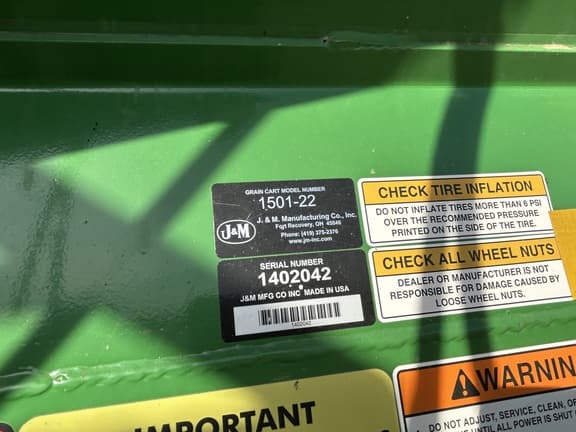 GRAIN CART MODEL NUMBER
1501-22
J&M
J. & M. Manufacturing Co., Inc.
Fort Recovery, OH 45846
Phone: (419) 375-2376
www.jm-inc.com
SERIAL NUMBER
1402042
J&M MFG CO INC MADE IN USA
1402042
CHECK TIRE INFLATION
DO NOT INFLATE TIRES MORE THAN 6 PSI
OVER THE RECOMMENDED PRESSURE
PRINTED ON THE SIDE OF THE TIRE.
CHECK ALL WHEEL NUTS
DEALER OR MANUFACTURER IS NOT
RESPONSIBLE FOR DAMAGE CAUSED BY
LOOSE WHEEL NUTS.
IMPORTANT
WARNIN
DO NOT ADJUST, SERVICE, CLEAN, OR
UNTIL ALL POWER IS SHUT